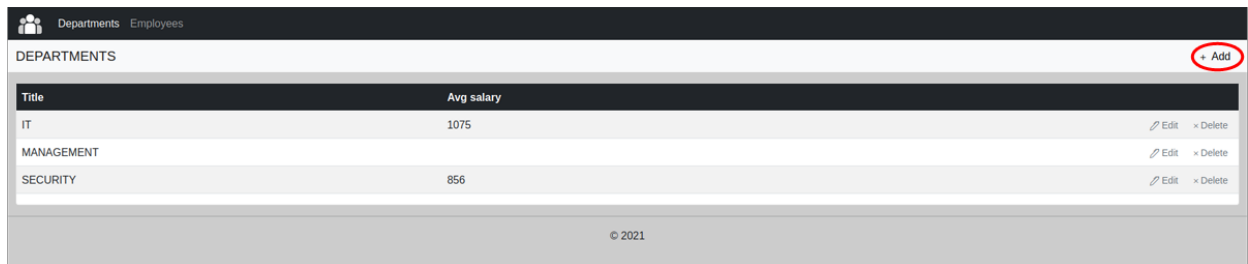 Departments Employees
DEPARTMENTS + Add
Title Avg salary
IT 1075 Edit × Delete
MANAGEMENT Edit × Delete
SECURITY 856 Edit × Delete
© 2021